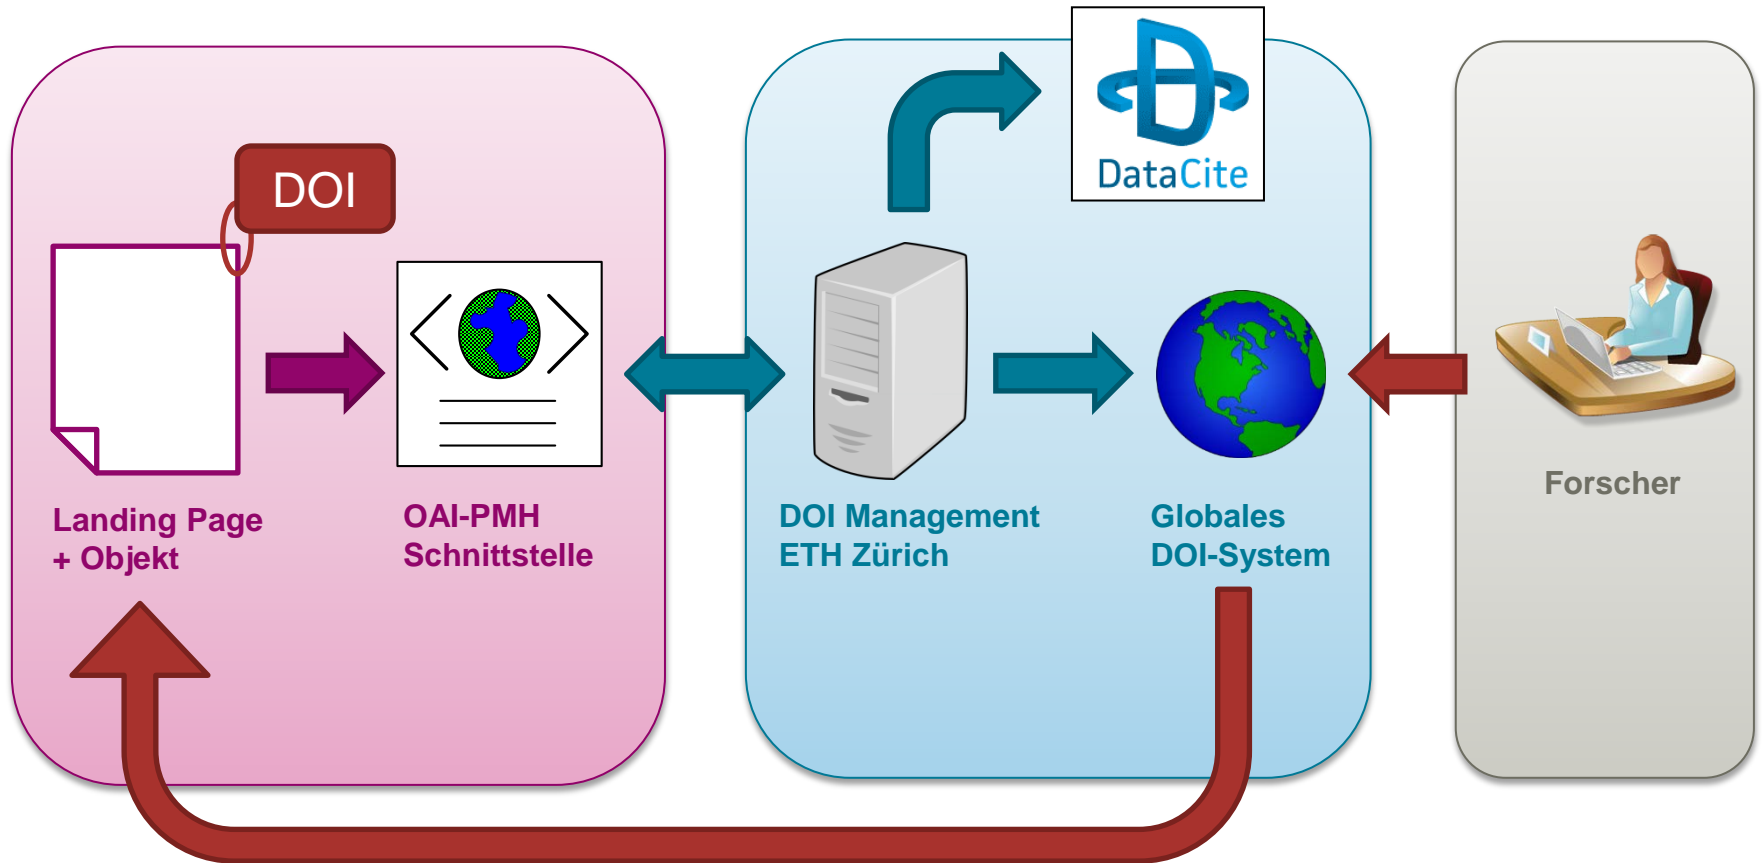 DOI
Landing Page
+ Objekt
OAI-PMH
Schnittstelle
DataCite
DOI Management
ETH Zürich
Globales
DOI-System
Forscher